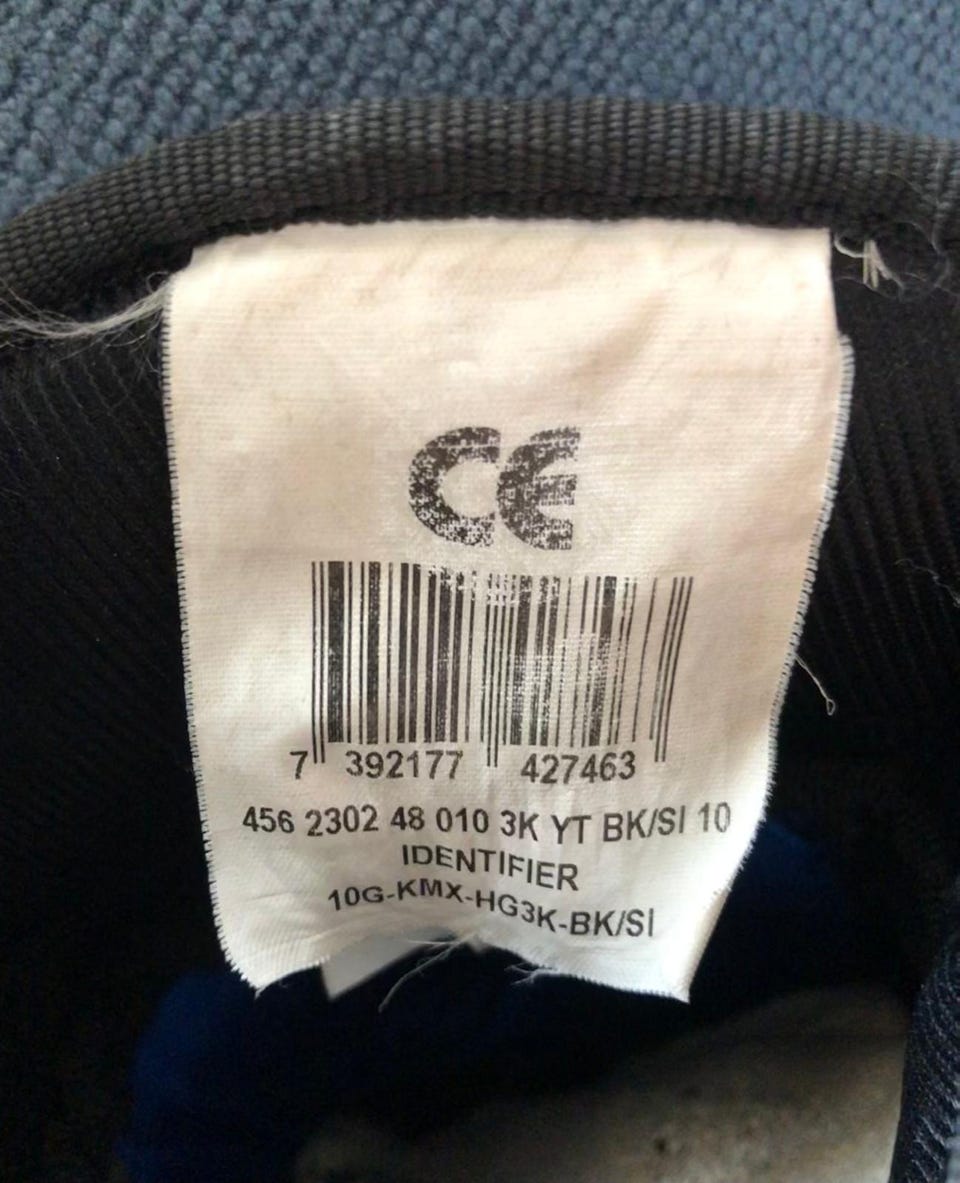 CE
7 392177 427463
456 2302 48 010 3K YT BK/SI 10
IDENTIFIER
10G-KMX-HG3K-BK/SI